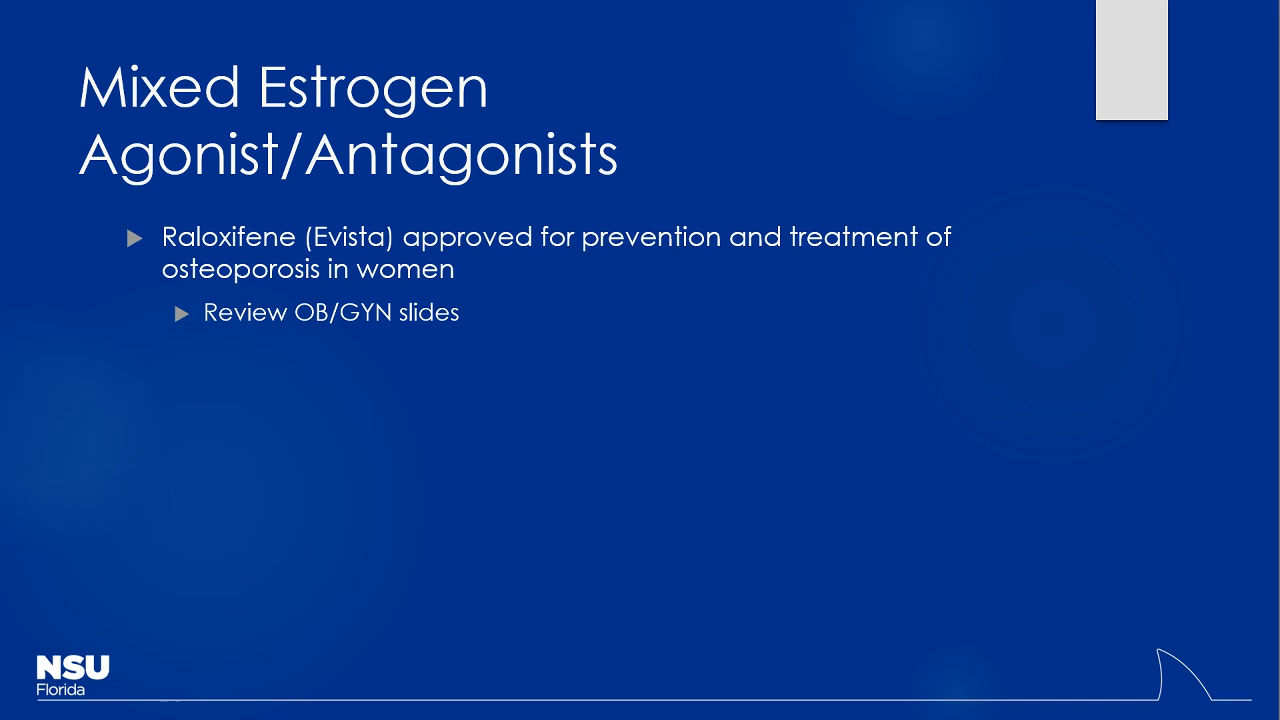 Mixed Estrogen
Agonist/Antagonists
Raloxifene (Evista) approved for prevention and treatment of
osteoporosis in women
Review OB/GYN slides
NSU
Florida